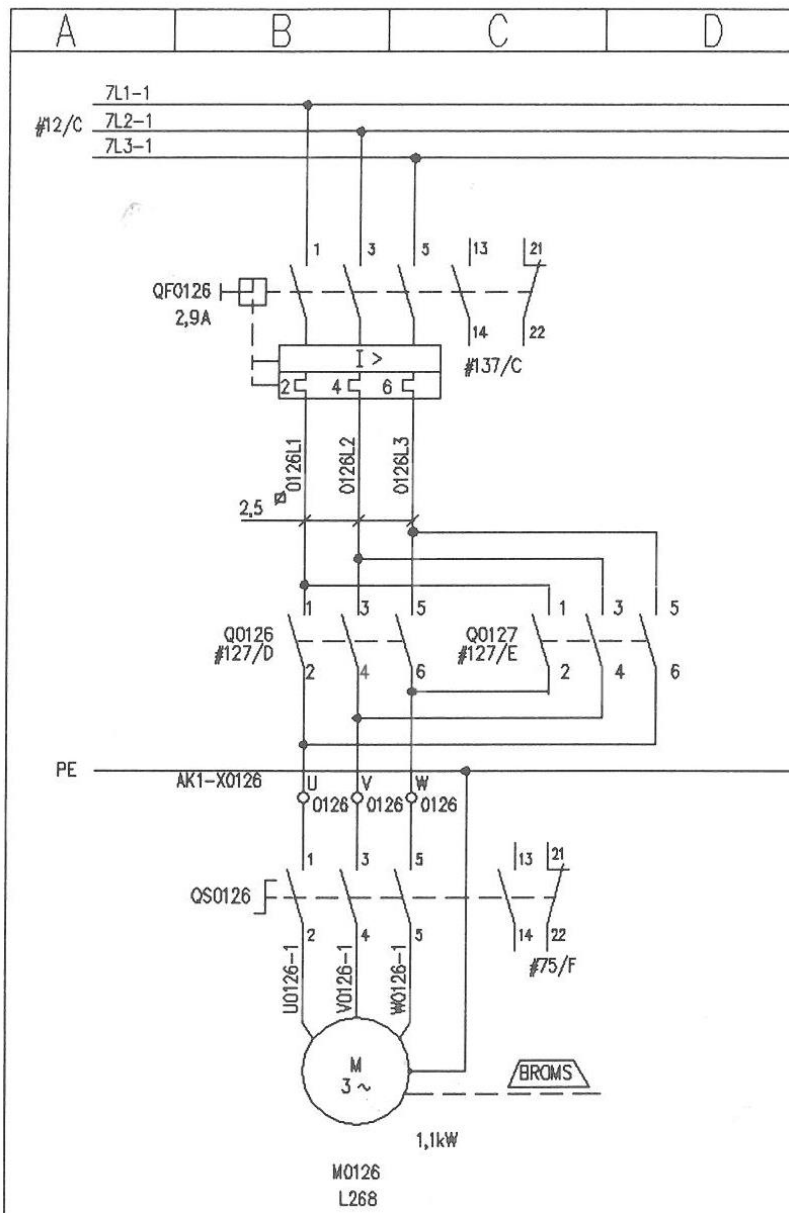 A B C D
7L1-1
#12/C 7L2-1
7L3-1
1 3 5 13 21
QF0126
2,9A
14 22
I >
#137/C
2 4 6
0126L1 0126L2 0126L3
2,5
1 3 5 1 3 5
Q0126 Q0127
#127/D #127/E
2 4 6 2 4 6
PE
AK1-X0126 U V W
0126 0126 0126
1 3 5 13 21
QS0126
2 4 5 14 22
#75/F
U0126-1 V0126-1 W0126-1
M
3 ~
BROMS
1,1kW
M0126
L268